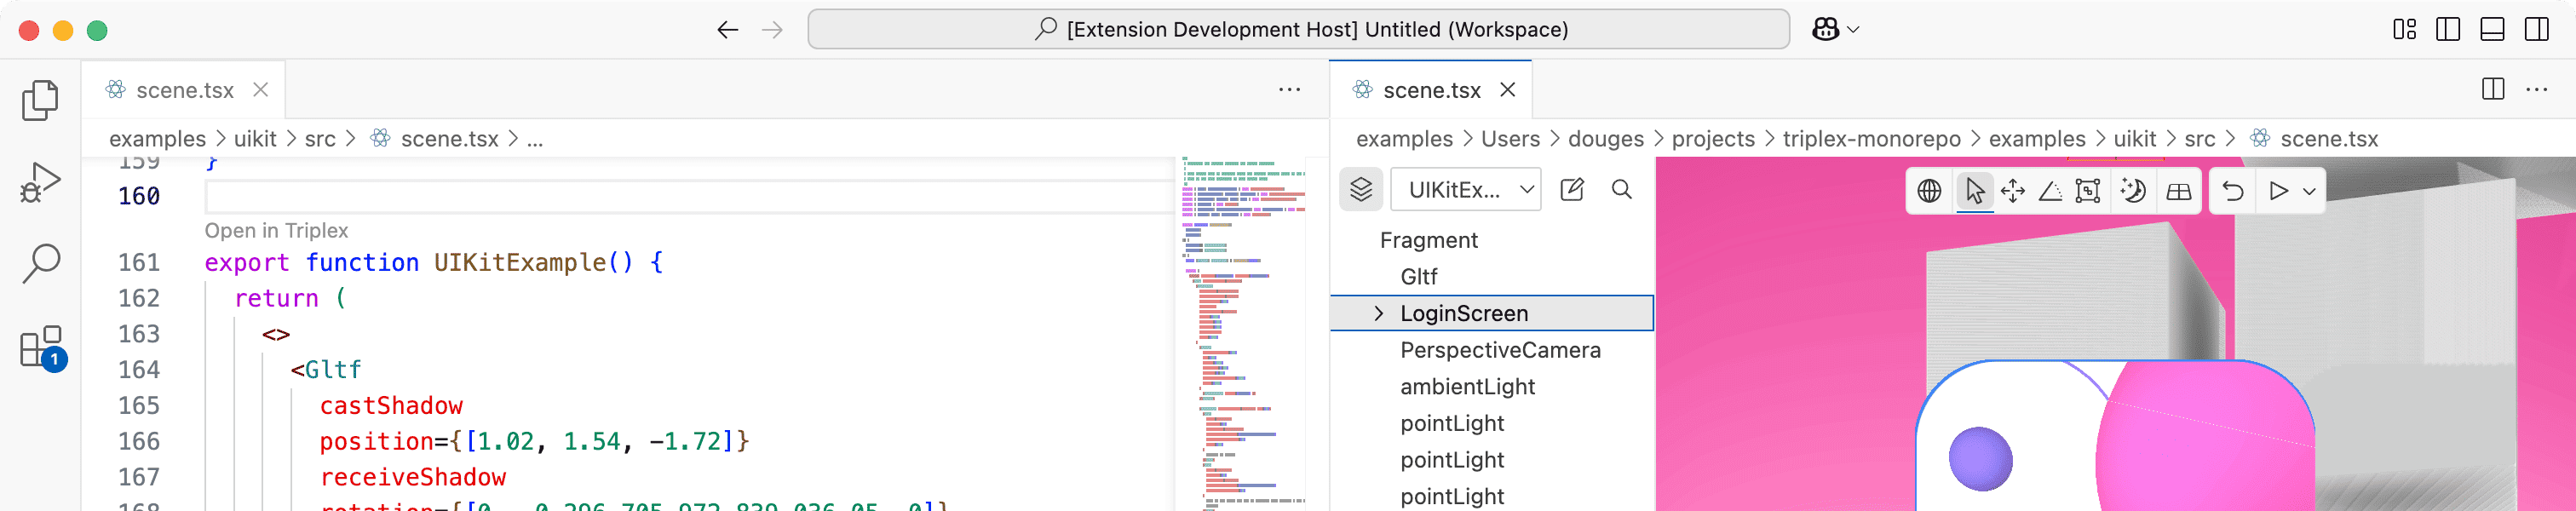 [Extension Development Host] Untitled (Workspace)
scene.tsx
examples > uikit > src > scene.tsx > ...
159 }
160
Open in Triplex
161 export function UIKitExample() {
162 return (
163 <>
164 <Gltf
165 castShadow
166 position={[1.02, 1.54, -1.72]}
167 receiveShadow
1
scene.tsx
examples > Users > douges > projects > triplex-monorepo > examples > uikit > src > scene.tsx
UIKitEx...
Fragment
Gltf
LoginScreen
PerspectiveCamera
ambientLight
pointLight
pointLight
pointLight